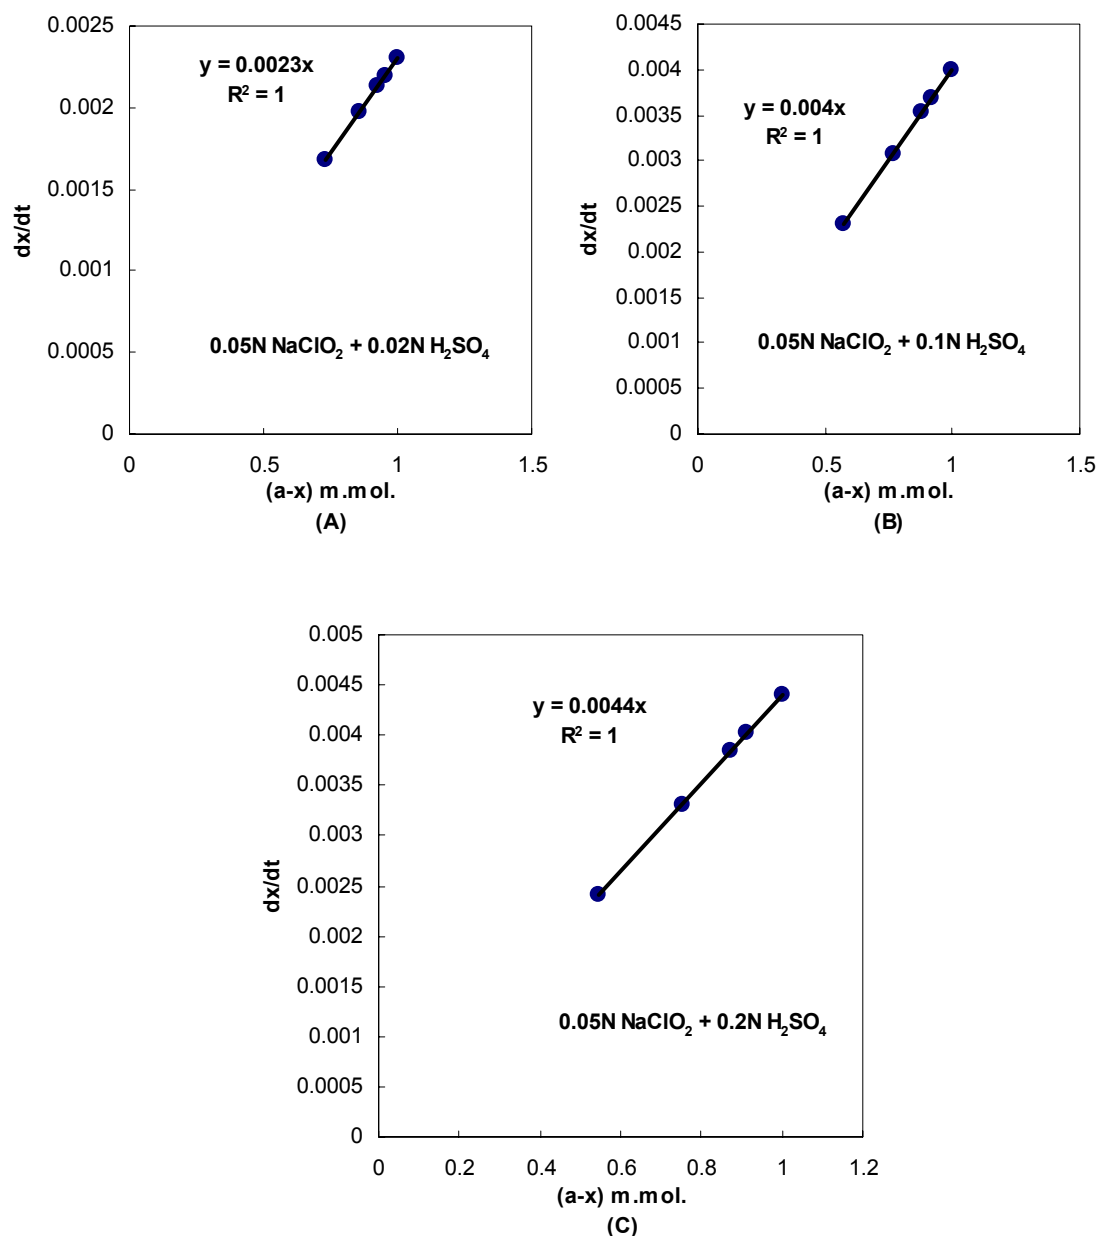 0.0025
0.002
0.0015
0.001
0.0005
0
dx/dt
y = 0.0023x
R² = 1
0.05N NaClO₂ + 0.02N H₂SO₄
0 0.5 1 1.5
(a-x) m.mol.
(A)
0.0045
0.004
0.0035
0.003
0.0025
0.002
0.0015
0.001
0.0005
0
dx/dt
y = 0.004x
R² = 1
0.05N NaClO₂ + 0.1N H₂SO₄
0 0.5 1 1.5
(a-x) m.mol.
(B)
0.005
0.0045
0.004
0.0035
0.003
0.0025
0.002
0.0015
0.001
0.0005
0
dx/dt
y = 0.0044x
R² = 1
0.05N NaClO₂ + 0.2N H₂SO₄
0 0.2 0.4 0.6 0.8 1 1.2
(a-x) m.mol.
(C)